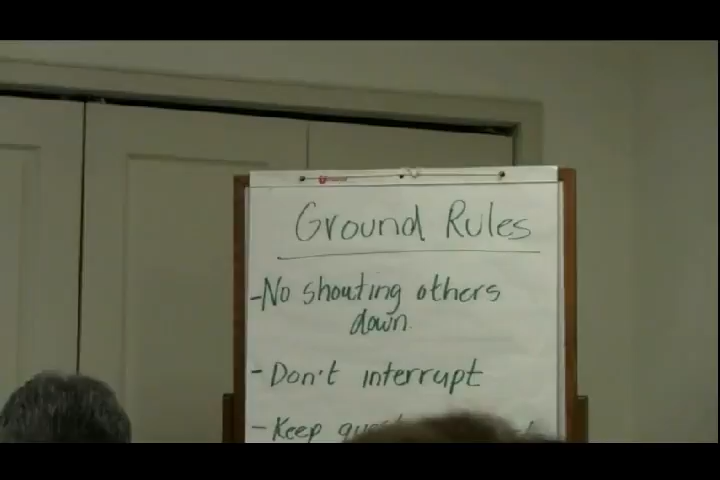 Ground Rules
-No shouting others
down.
- Don't interrupt
- Keep